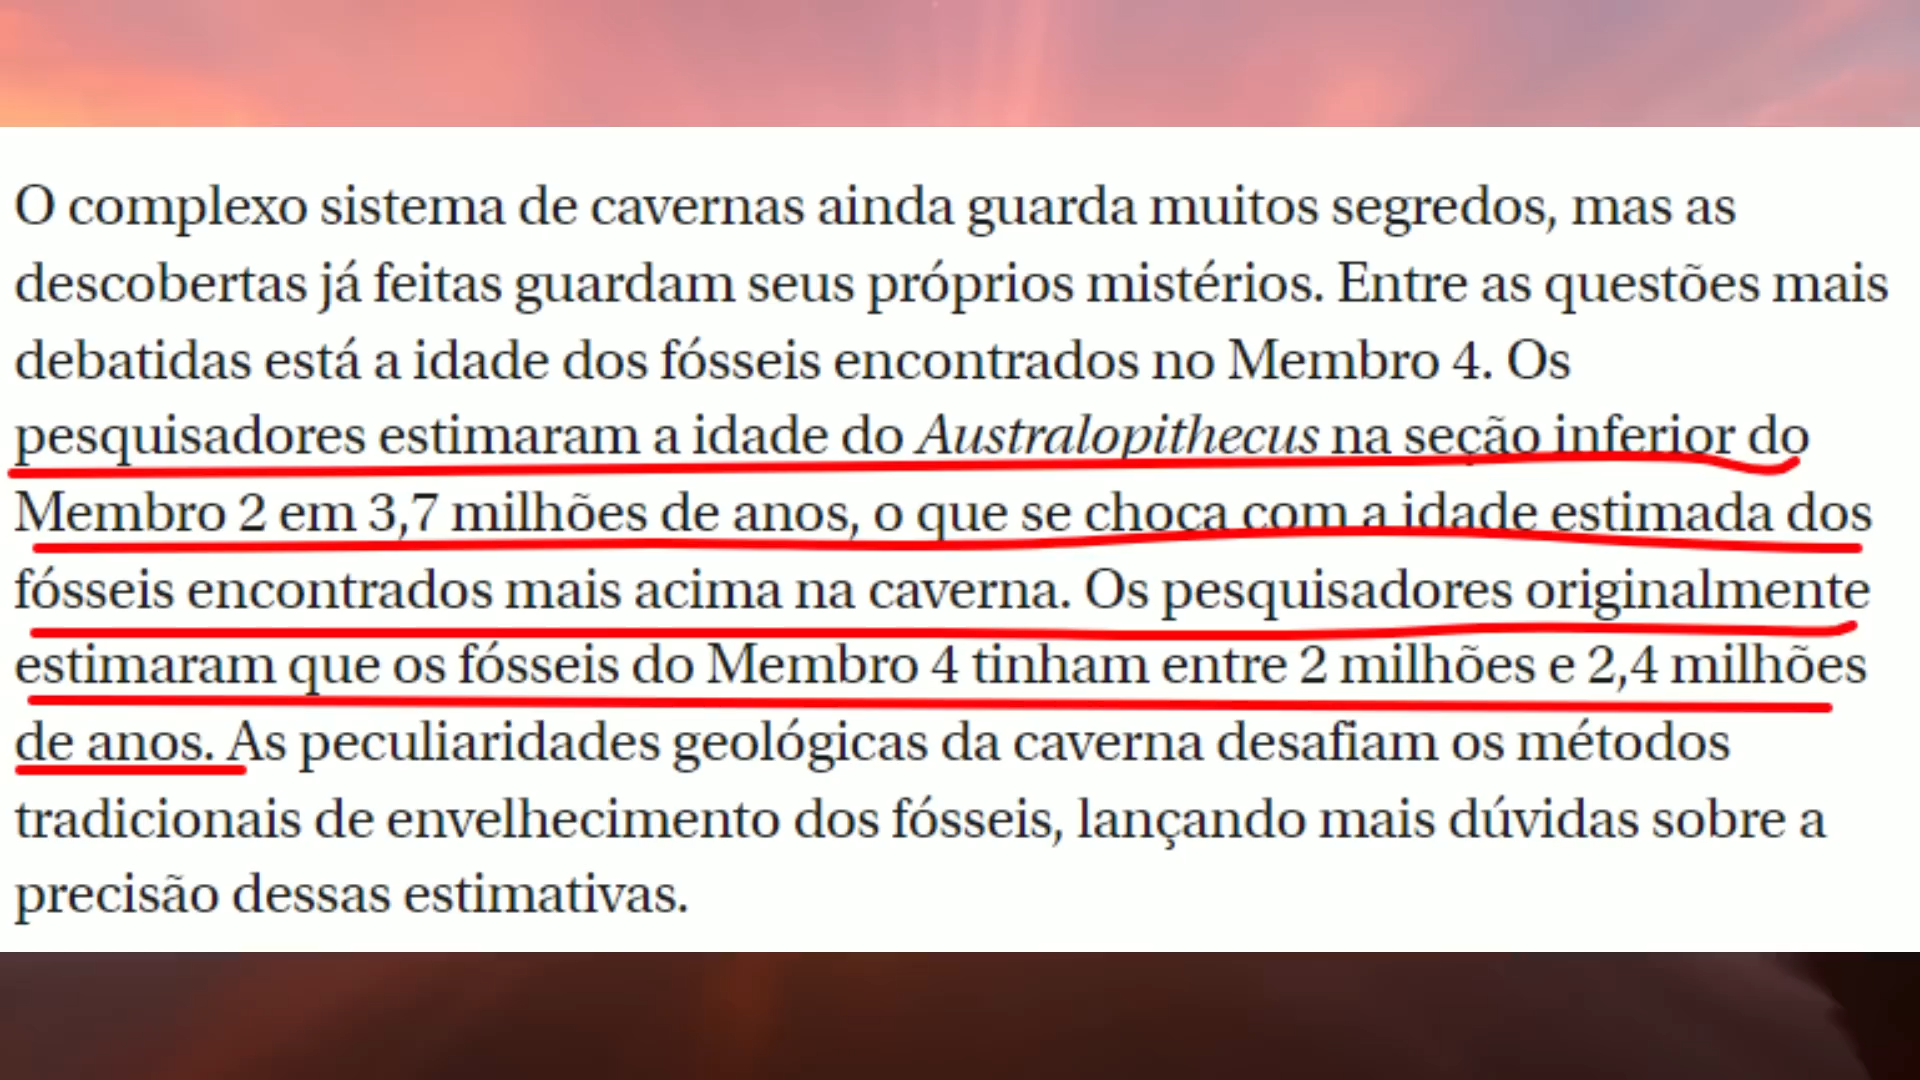 O complexo sistema de cavernas ainda guarda muitos segredos, mas as
descobertas já feitas guardam seus próprios mistérios. Entre as questões mais
debatidas está a idade dos fósseis encontrados no Membro 4. Os
pesquisadores estimaram a idade do Australopithecus na seção inferior do
Membro 2 em 3,7 milhões de anos, o que se choca com a idade estimada dos
fósseis encontrados mais acima na caverna. Os pesquisadores originalmente
estimaram que os fósseis do Membro 4 tinham entre 2 milhões e 2,4 milhões
de anos. As peculiaridades geológicas da caverna desafiam os métodos
tradicionais de envelhecimento dos fósseis, lançando mais dúvidas sobre a
precisão dessas estimativas.